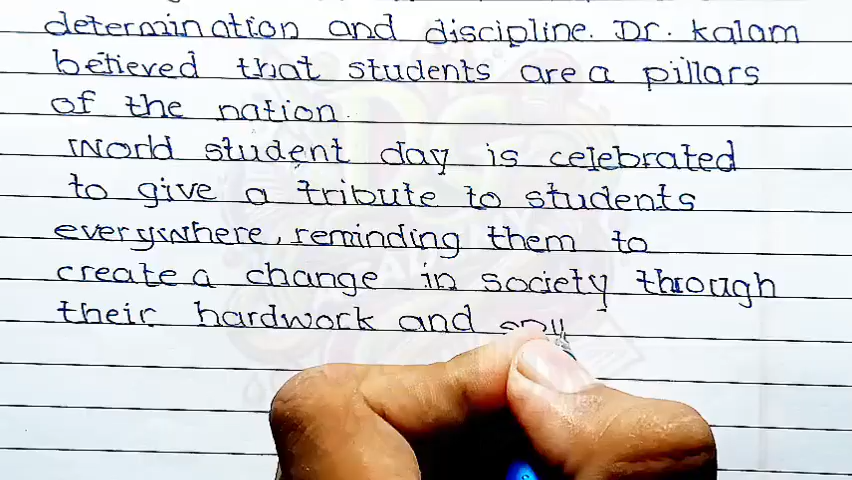 determination and discipline. Dr. Kalam
believed that students are a pillars
of the nation.
World student day is celebrated
to give a tribute to students
everywhere, reminding them to
create a change in society through
their hardwork and